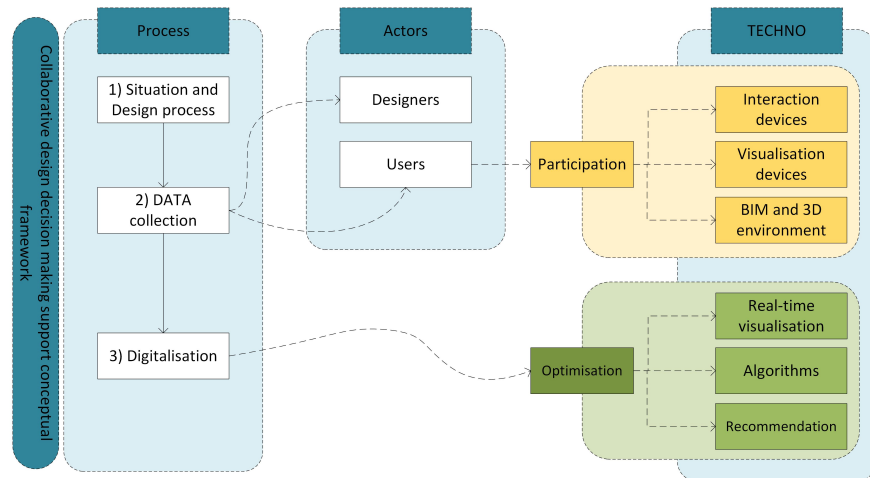 Collaborative design decision making support conceptual
framework
Process
1) Situation and
Design process
2) DATA
collection
3) Digitalisation
Actors
Designers
Users
Participation
Optimisation
TECHNO
Interaction
devices
Visualisation
devices
BIM and 3D
environment
Real-time
visualisation
Algorithms
Recommendation